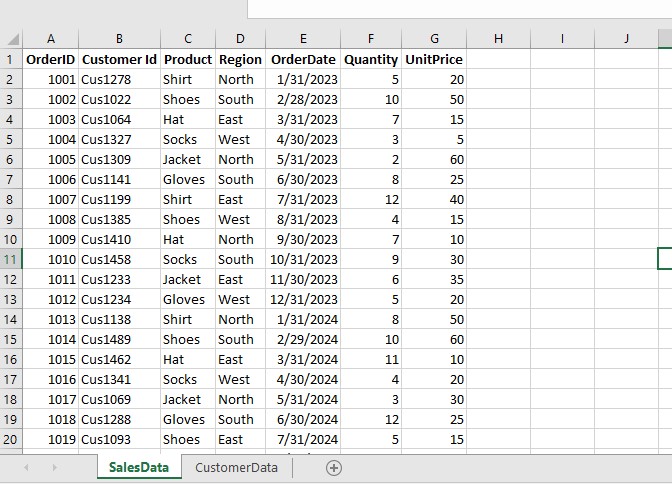 A B C D E F G H I J
1 OrderID Customer Id Product Region OrderDate Quantity UnitPrice
2 1001 Cus1278 Shirt North 1/31/2023 5 20
3 1002 Cus1022 Shoes South 2/28/2023 10 50
4 1003 Cus1064 Hat East 3/31/2023 7 15
5 1004 Cus1327 Socks West 4/30/2023 3 5
6 1005 Cus1309 Jacket North 5/31/2023 2 60
7 1006 Cus1141 Gloves South 6/30/2023 8 25
8 1007 Cus1199 Shirt East 7/31/2023 12 40
9 1008 Cus1385 Shoes West 8/31/2023 4 15
10 1009 Cus1410 Hat North 9/30/2023 7 10
11 1010 Cus1458 Socks South 10/31/2023 9 30
12 1011 Cus1233 Jacket East 11/30/2023 6 35
13 1012 Cus1234 Gloves West 12/31/2023 5 20
14 1013 Cus1138 Shirt North 1/31/2024 8 50
15 1014 Cus1489 Shoes South 2/29/2024 10 60
16 1015 Cus1462 Hat East 3/31/2024 11 10
17 1016 Cus1341 Socks West 4/30/2024 4 20
18 1017 Cus1069 Jacket North 5/31/2024 3 30
19 1018 Cus1288 Gloves South 6/30/2024 12 25
20 1019 Cus1093 Shoes East 7/31/2024 5 15
SalesData CustomerData